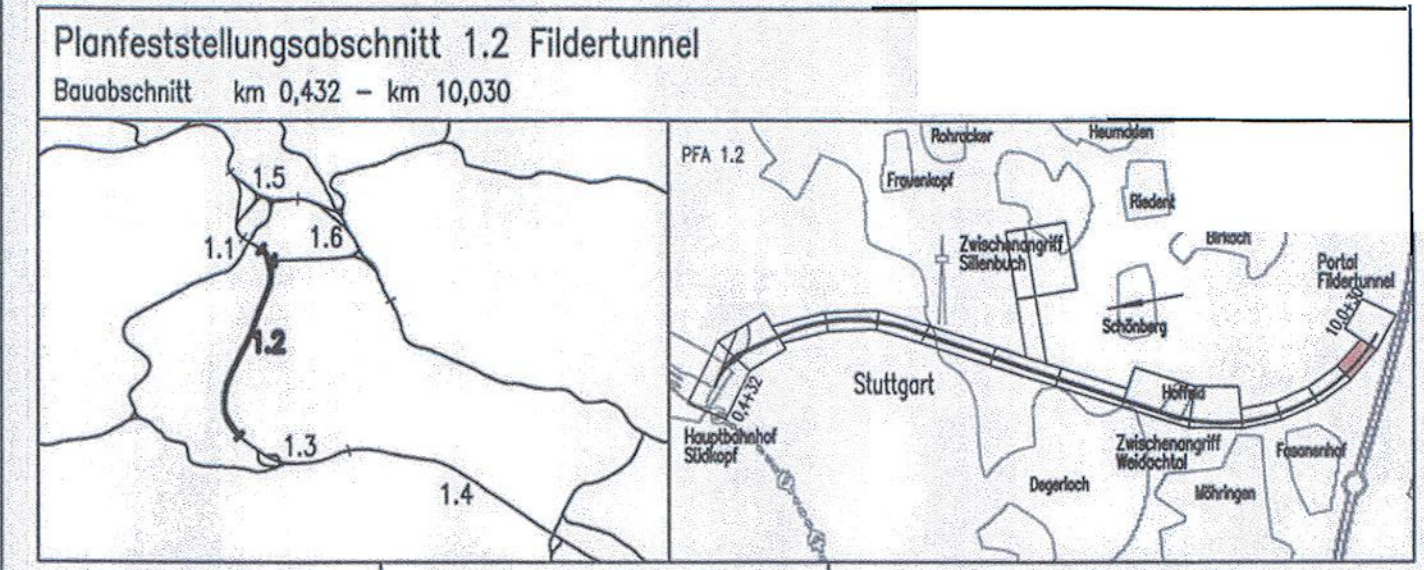 Planfeststellungsabschnitt 1.2 Fildertunnel
Bauabschnitt km 0,432 – km 10,030
1.5
1.1
1.6
1.2
1.3
1.4
PFA 1.2
Rohracker
Heumaden
Frauenkopf
Riedent
Zwischenangriff
Sillenbuch
Birkach
Portal
Fildertunnel
10,0+30
Schönberg
Stuttgart
Hoffeld
0,4+32
Hauptbahnhof
Südkopf
Zwischenangriff
Weidachtal
Fasanenhof
Degerloch
Möhringen